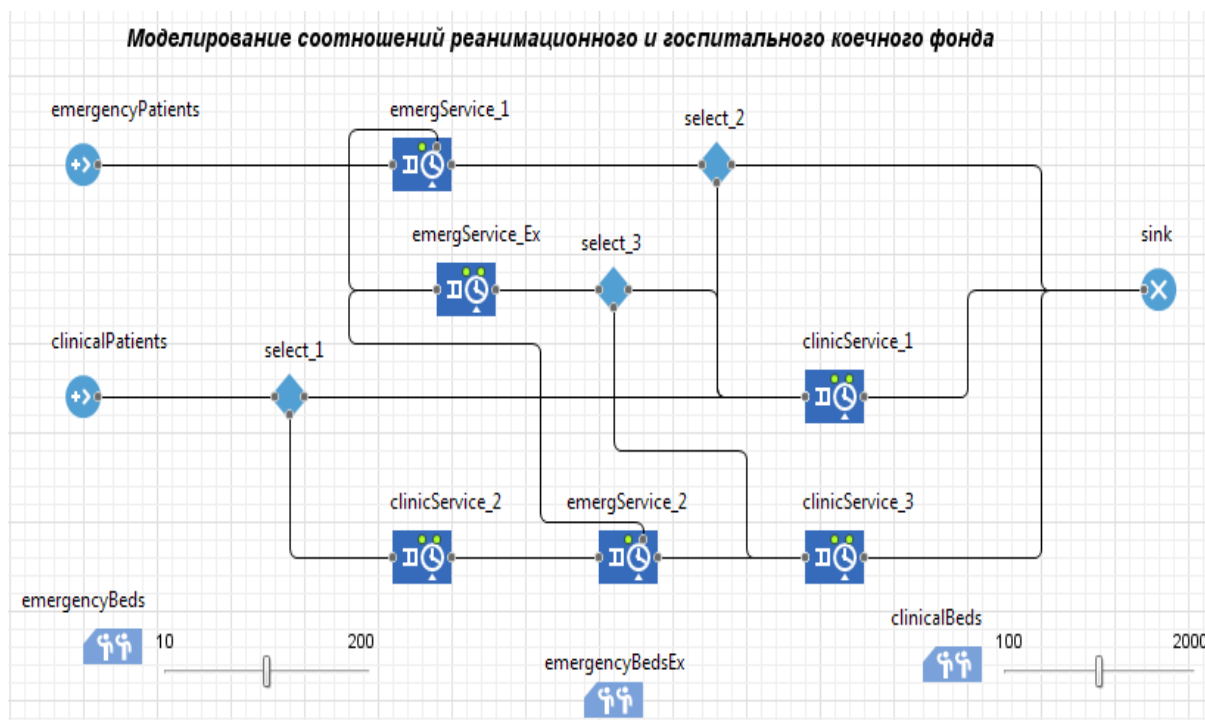 Моделирование соотношений реанимационного и госпитального коечного фонда
emergencyPatients
emergService_1
select_2
emergService_Ex
select_3
sink
clinicalPatients
select_1
clinicService_1
clinicService_2
emergService_2
clinicService_3
emergencyBeds
10
200
emergencyBedsEx
clinicalBeds
100
2000